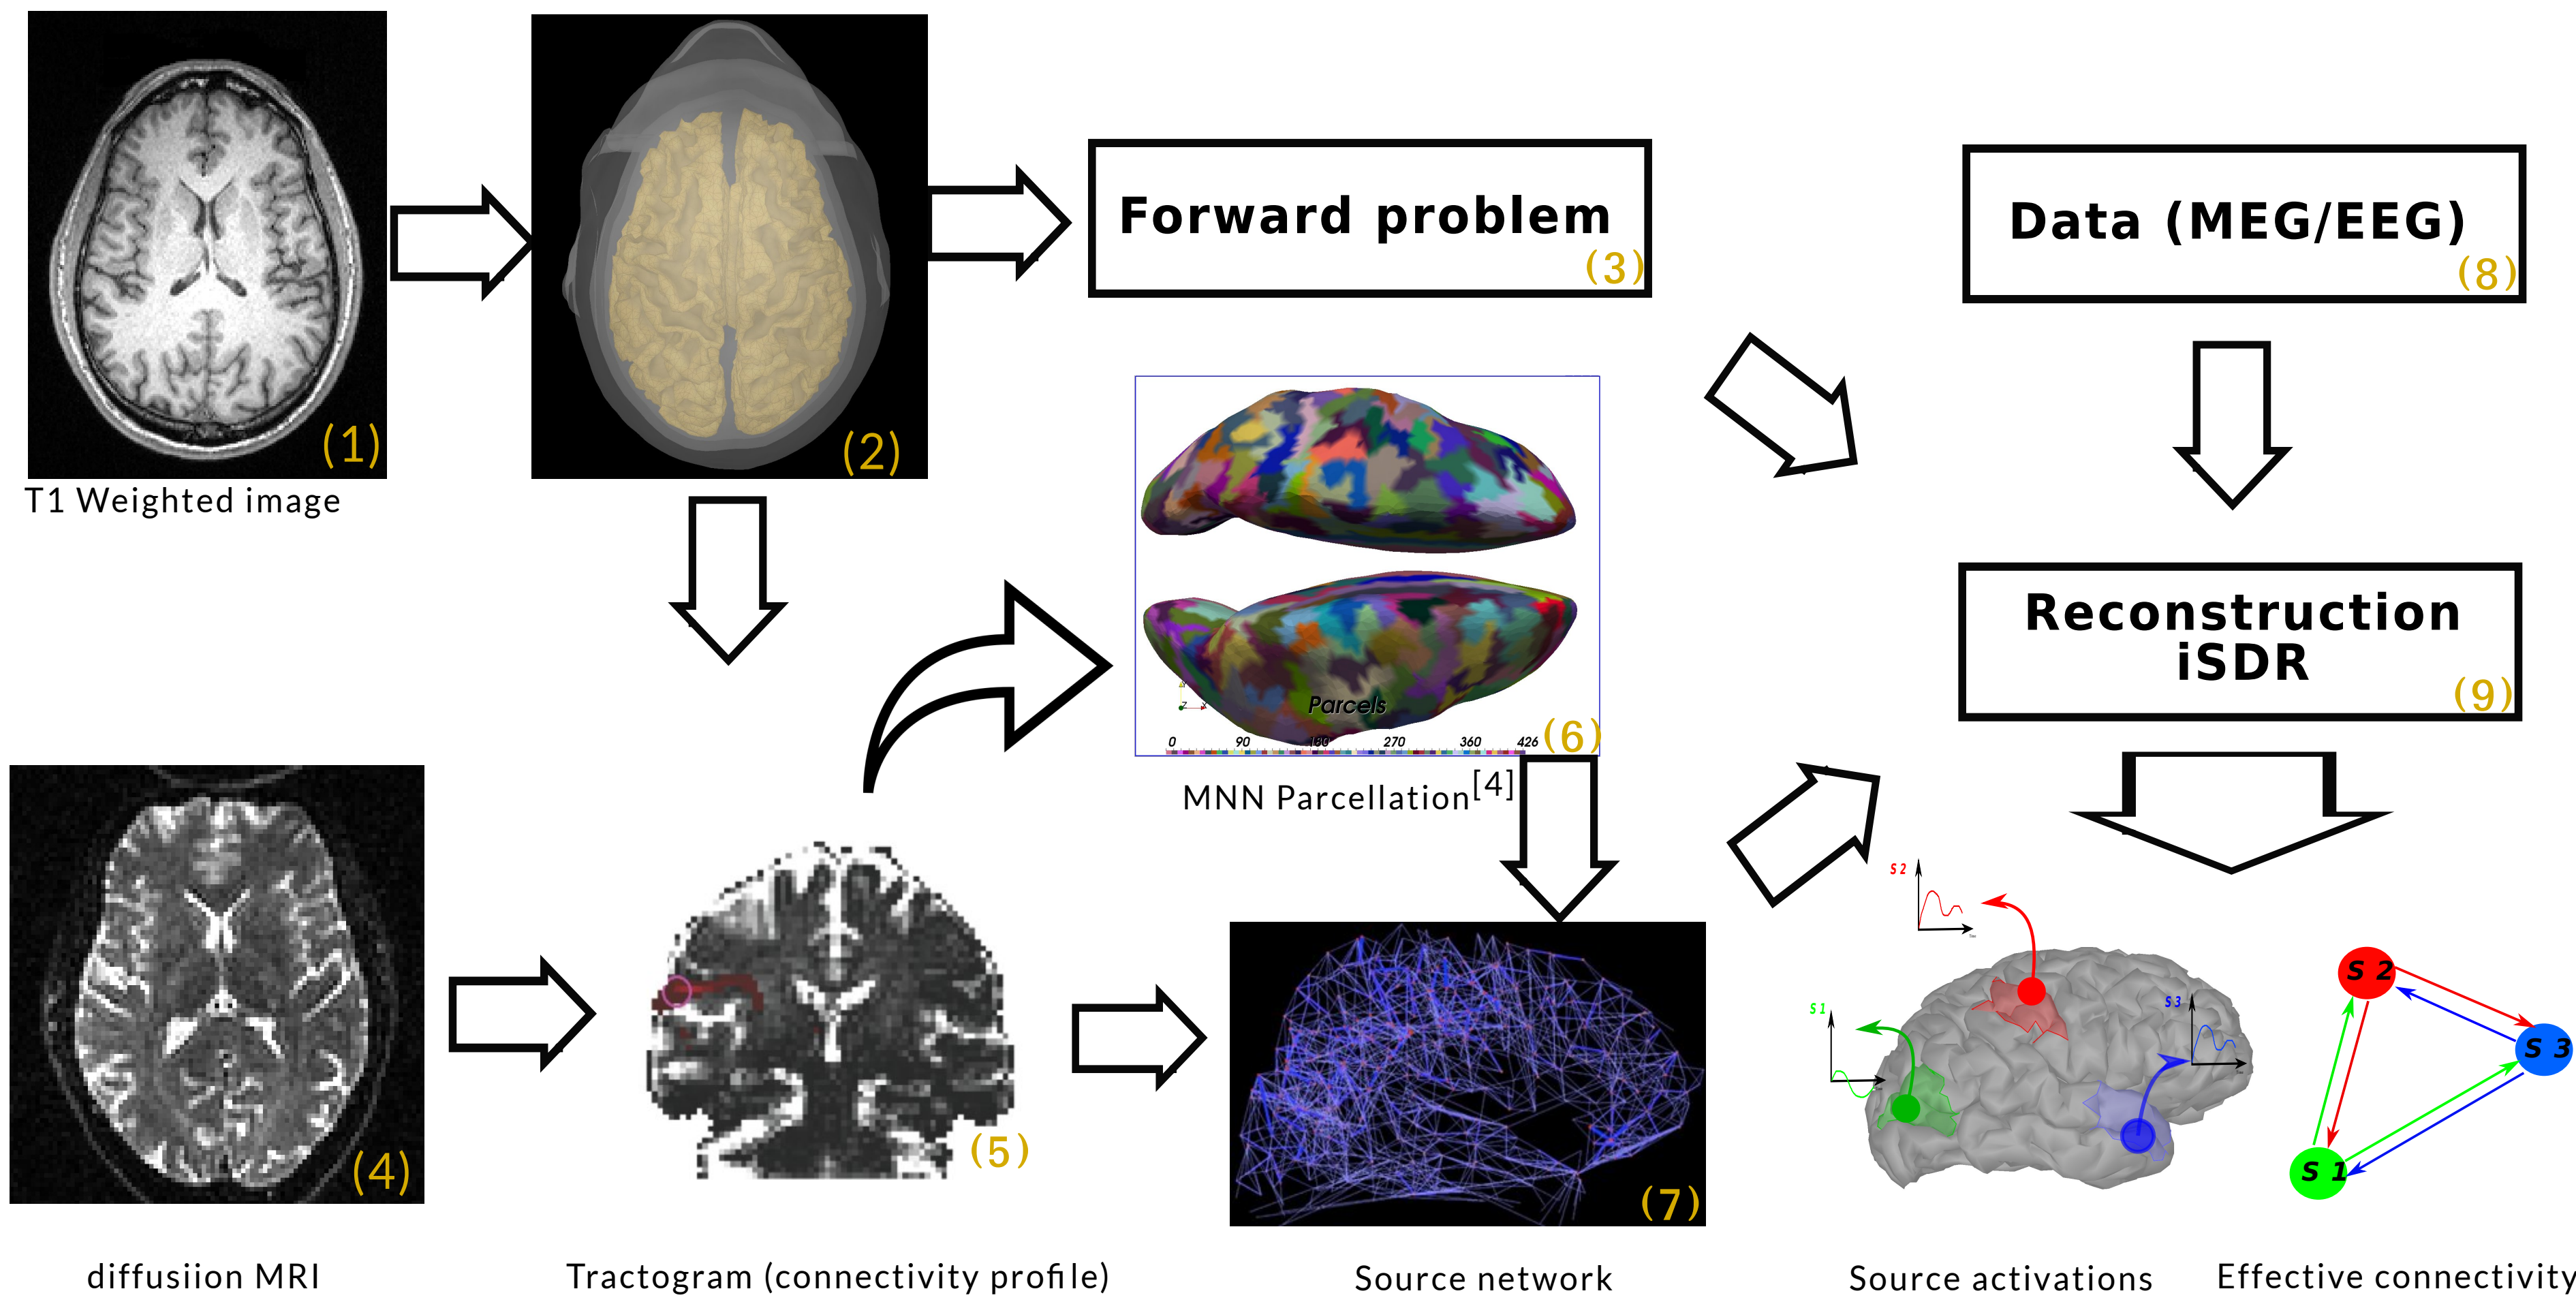 (1)
T1 Weighted image
(2)
Forward problem
(3)
Data (MEG/EEG)
(8)
Parcels
0 90 180 270 360 426
(6)
MNN Parcellation[4]
Reconstruction
iSDR
(9)
(4)
diffusiion MRI
(5)
Tractogram (connectivity profile)
(7)
Source network
S 2
S 1
S 3
Source activations
S 2
S 3
S 1
Effective connectivity